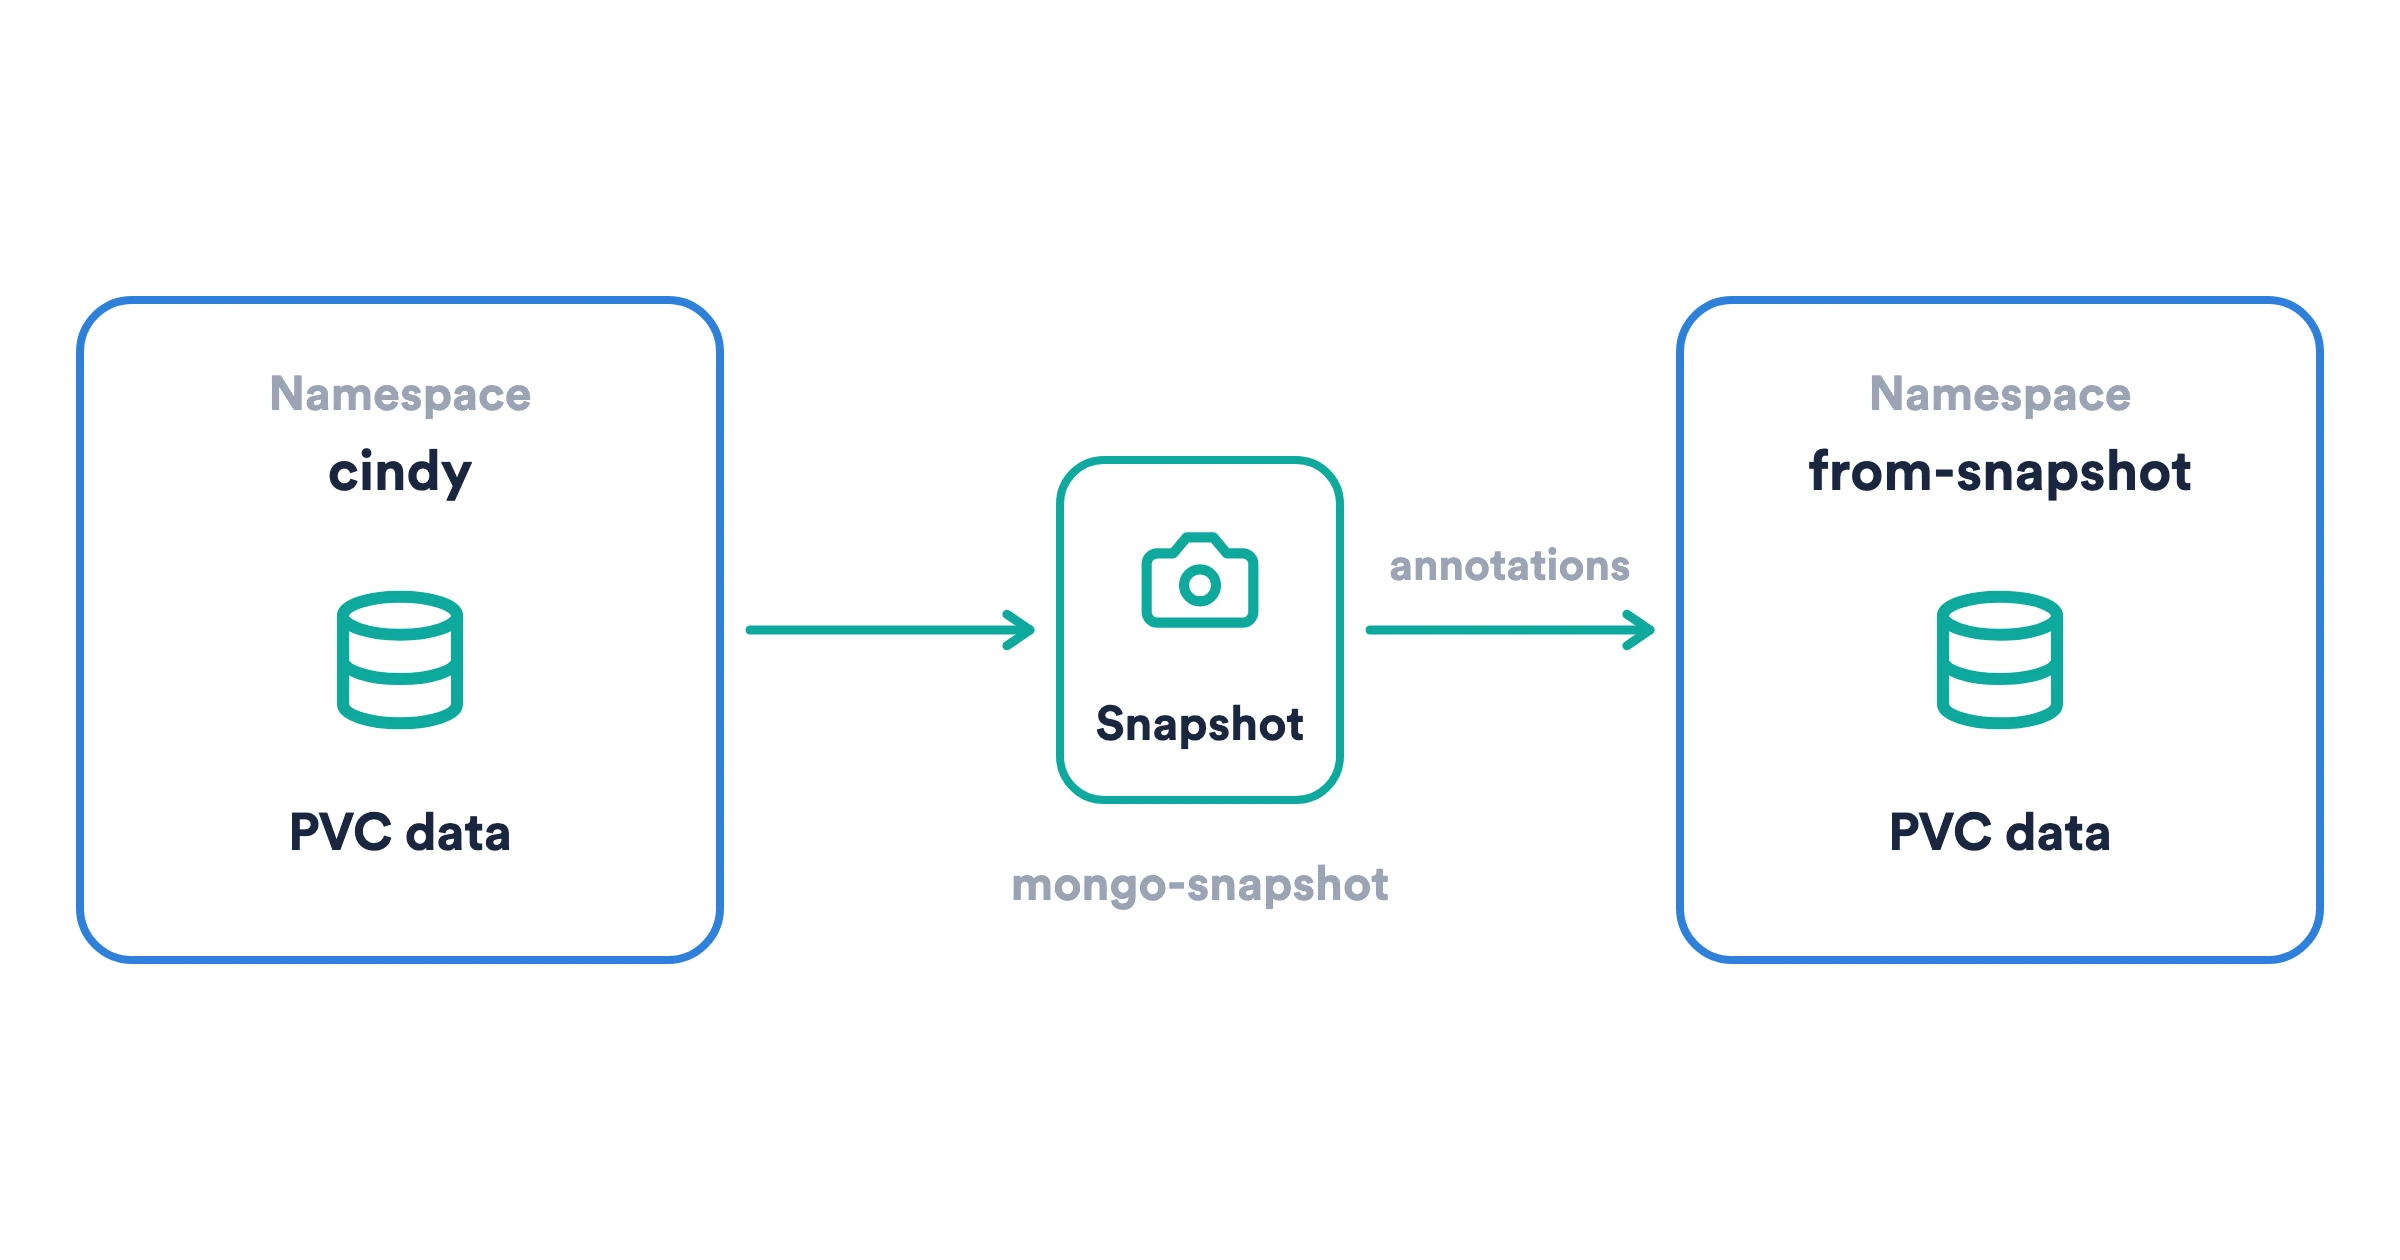 Namespace
cindy
PVC data
Snapshot
mongo-snapshot
annotations
Namespace
from-snapshot
PVC data